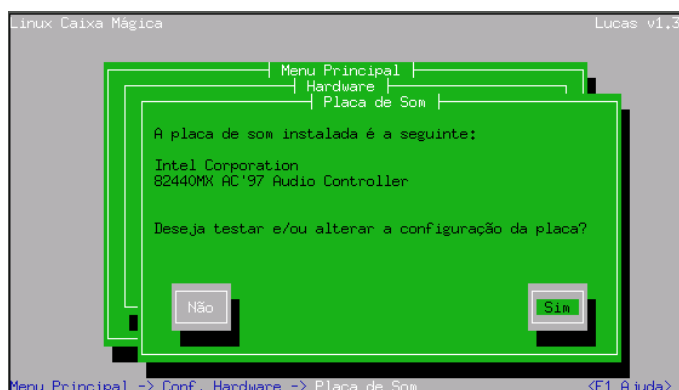 Linux Caixa Mágica Lucas v1.3
Menu Principal
Hardware
Placa de Som
A placa de som instalada é a seguinte:
Intel Corporation
82440MX AC'97 Audio Controller
Deseja testar e/ou alterar a configuração da placa?
Não Sim
Menu Principal -> Conf. Hardware -> Placa de Som <F1 Ajuda>